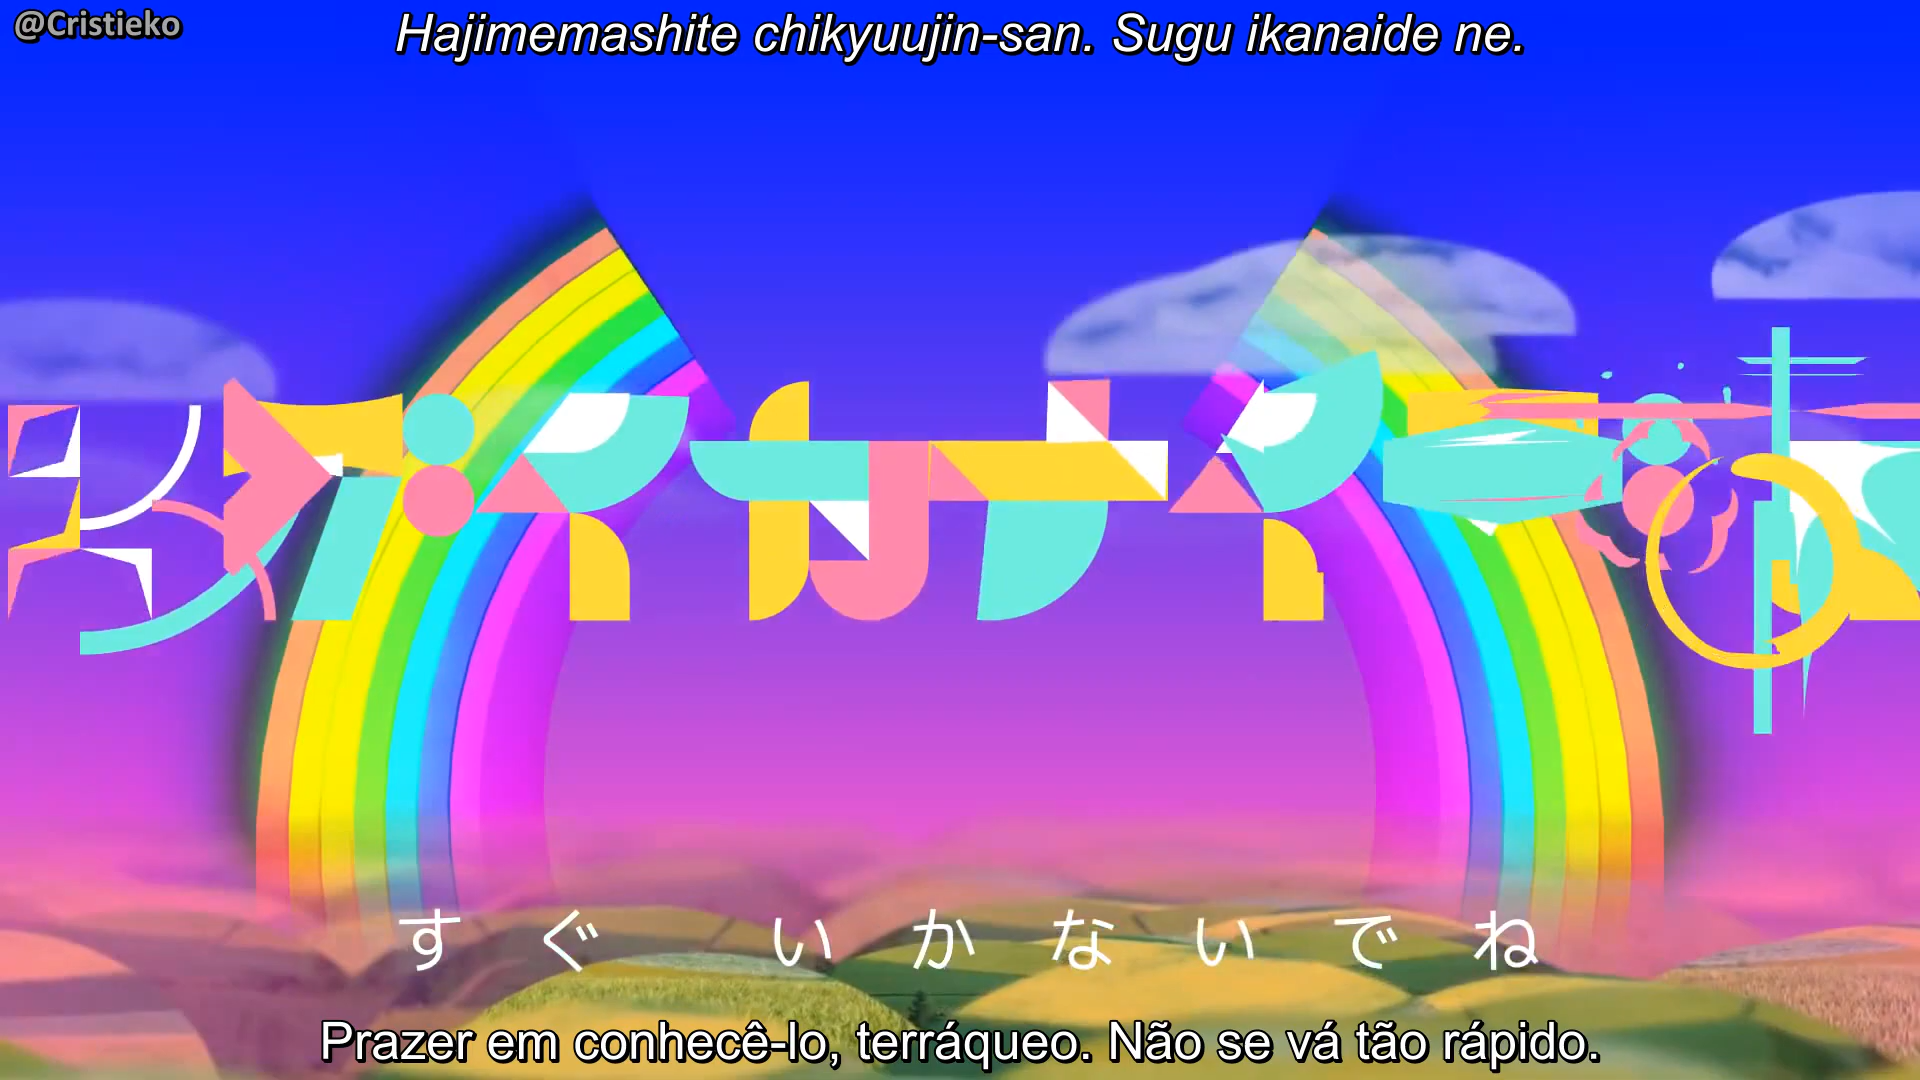 @Cristieko
Hajimemashite chikyuujin-san. Sugu ikanaide ne.
すぐ いかないでね
Prazer em conhecê-lo, terráqueo. Não se vá tão rápido.